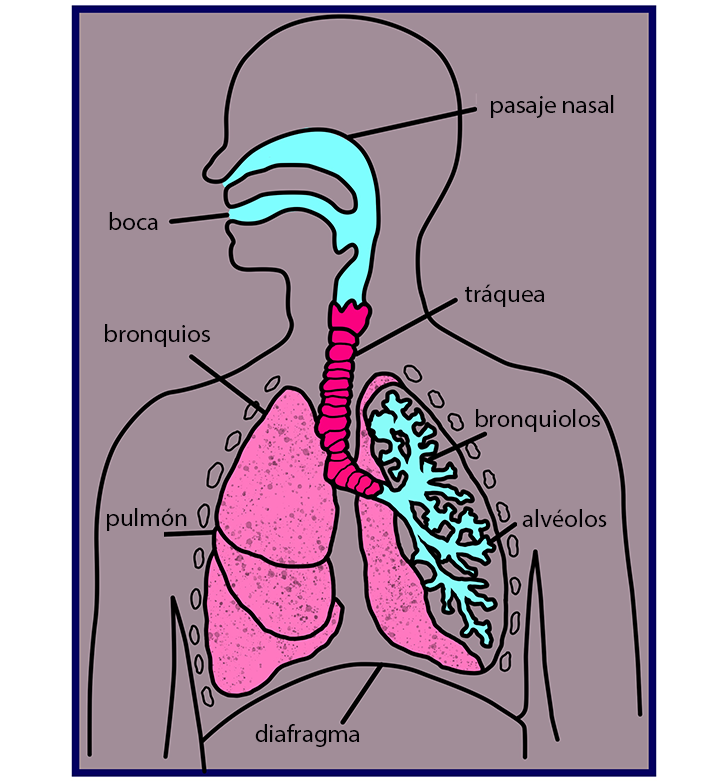 pasaje nasal
boca
tráquea
bronquios
bronquiolos
pulmón
alvéolos
diafragma